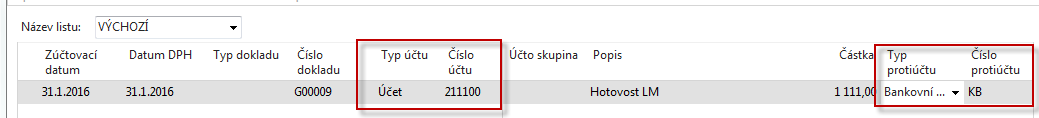 Název listu: VÝCHOZÍ
Zúčtovací datum Datum DPH Typ dokladu Číslo dokladu Typ účtu Číslo účtu Účto skupina Popis Částka Typ protiúčtu Číslo protiúčtu
31.1.2016 31.1.2016 G00009 Účet 211100 Hotovost LM 1 111,00 Bankovní ... KB